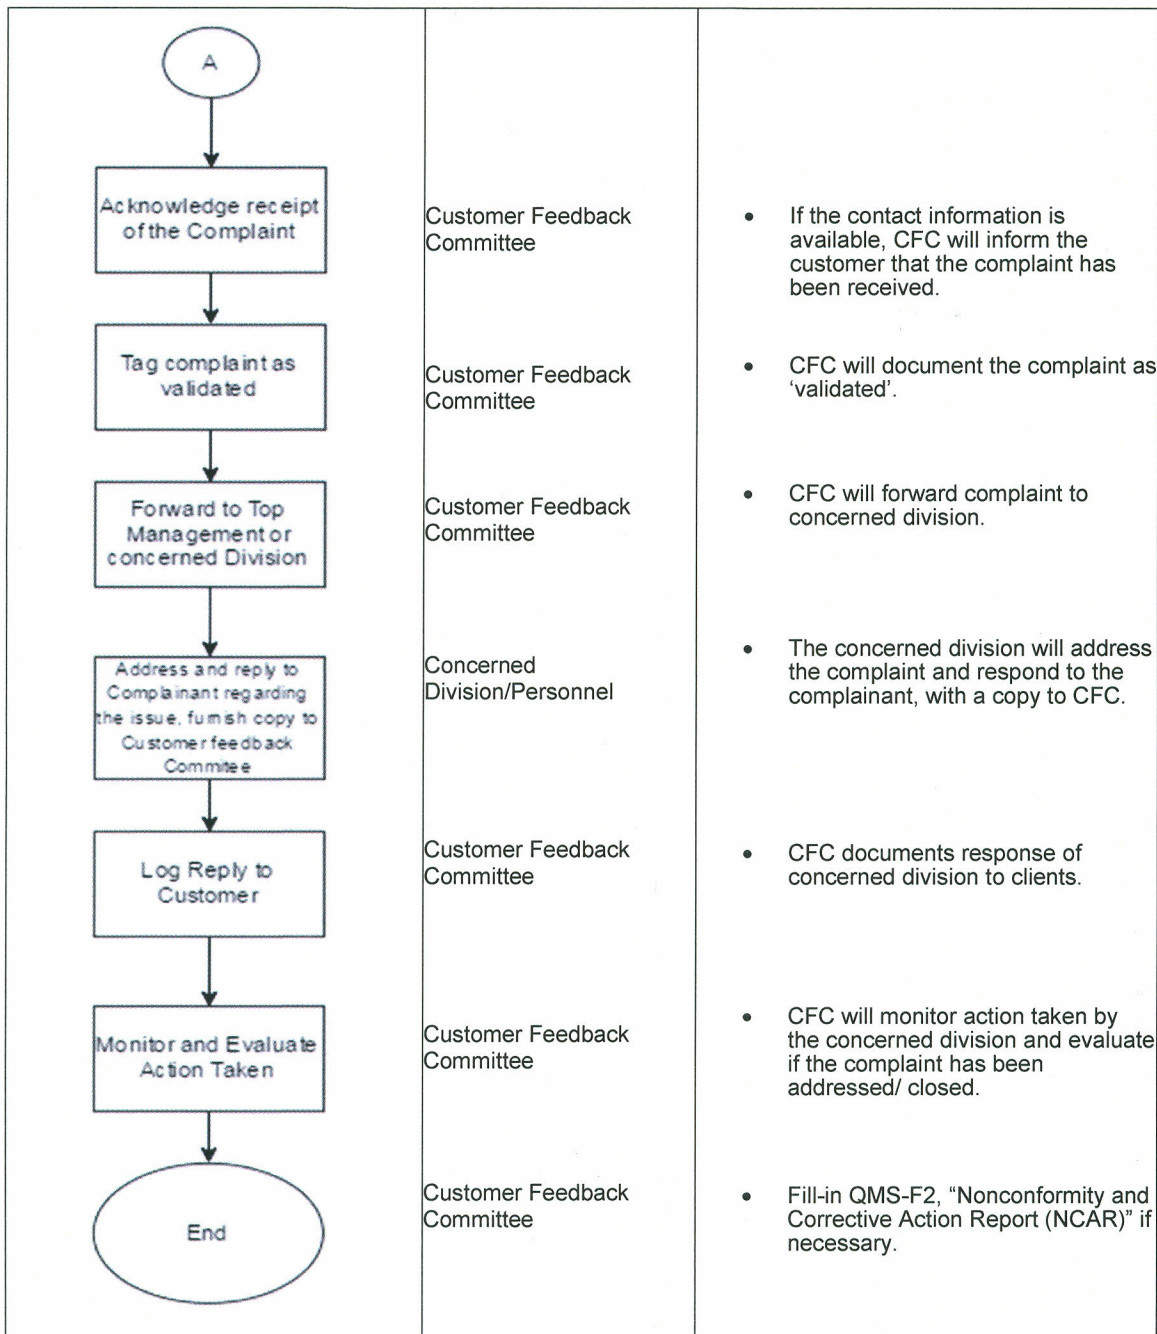 A
Acknowledge receipt
of the Complaint
Customer Feedback
Committee
• If the contact information is
available, CFC will inform the
customer that the complaint has
been received.
Tag complaint as
validated
Customer Feedback
Committee
• CFC will document the complaint as
‘validated’.
Forward to Top
Management or
concerned Division
Customer Feedback
Committee
• CFC will forward complaint to
concerned division.
Address and reply to
Complainant regarding
the issue, furnish copy to
Customer feedback
Commitee
Concerned
Division/Personnel
• The concerned division will address
the complaint and respond to the
complainant, with a copy to CFC.
Log Reply to
Customer
Customer Feedback
Committee
• CFC documents response of
concerned division to clients.
Monitor and Evaluate
Action Taken
Customer Feedback
Committee
• CFC will monitor action taken by
the concerned division and evaluate
if the complaint has been
addressed/ closed.
End
Customer Feedback
Committee
• Fill-in QMS-F2, “Nonconformity and
Corrective Action Report (NCAR)” if
necessary.